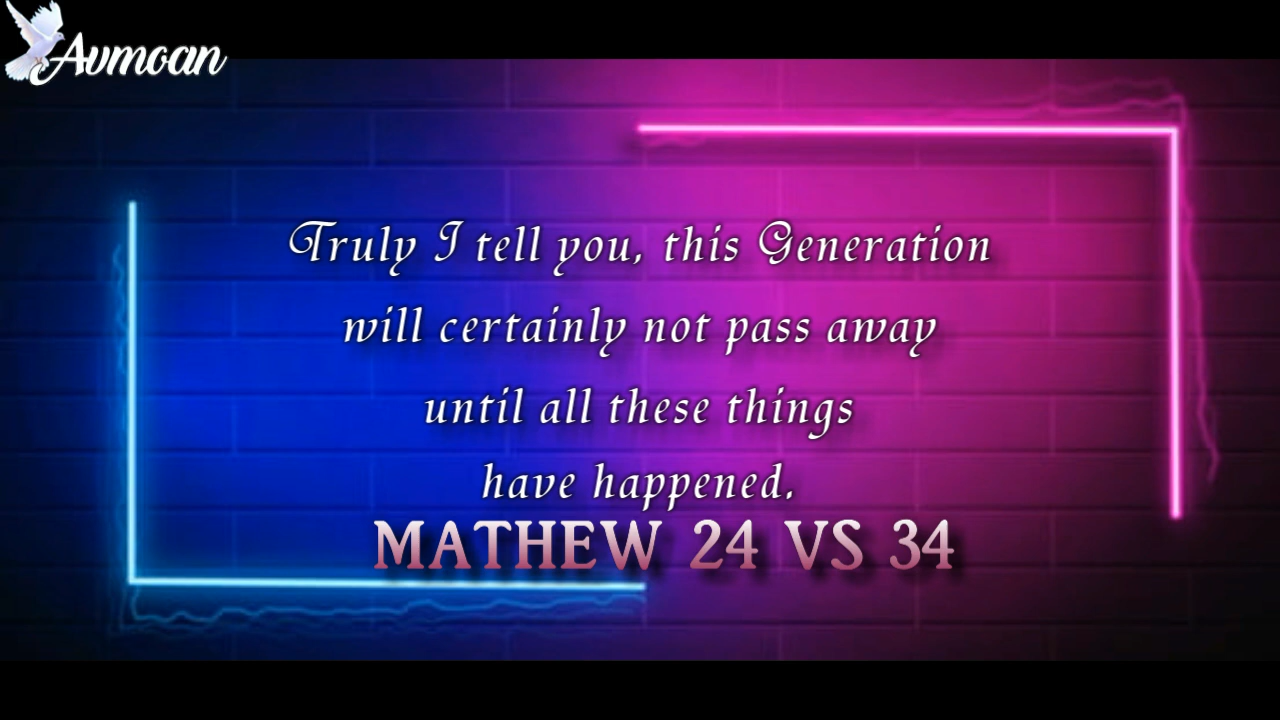 Avmoan
Truly I tell you, this Generation
will certainly not pass away
until all these things
have happened.
MATHEW 24 VS 34